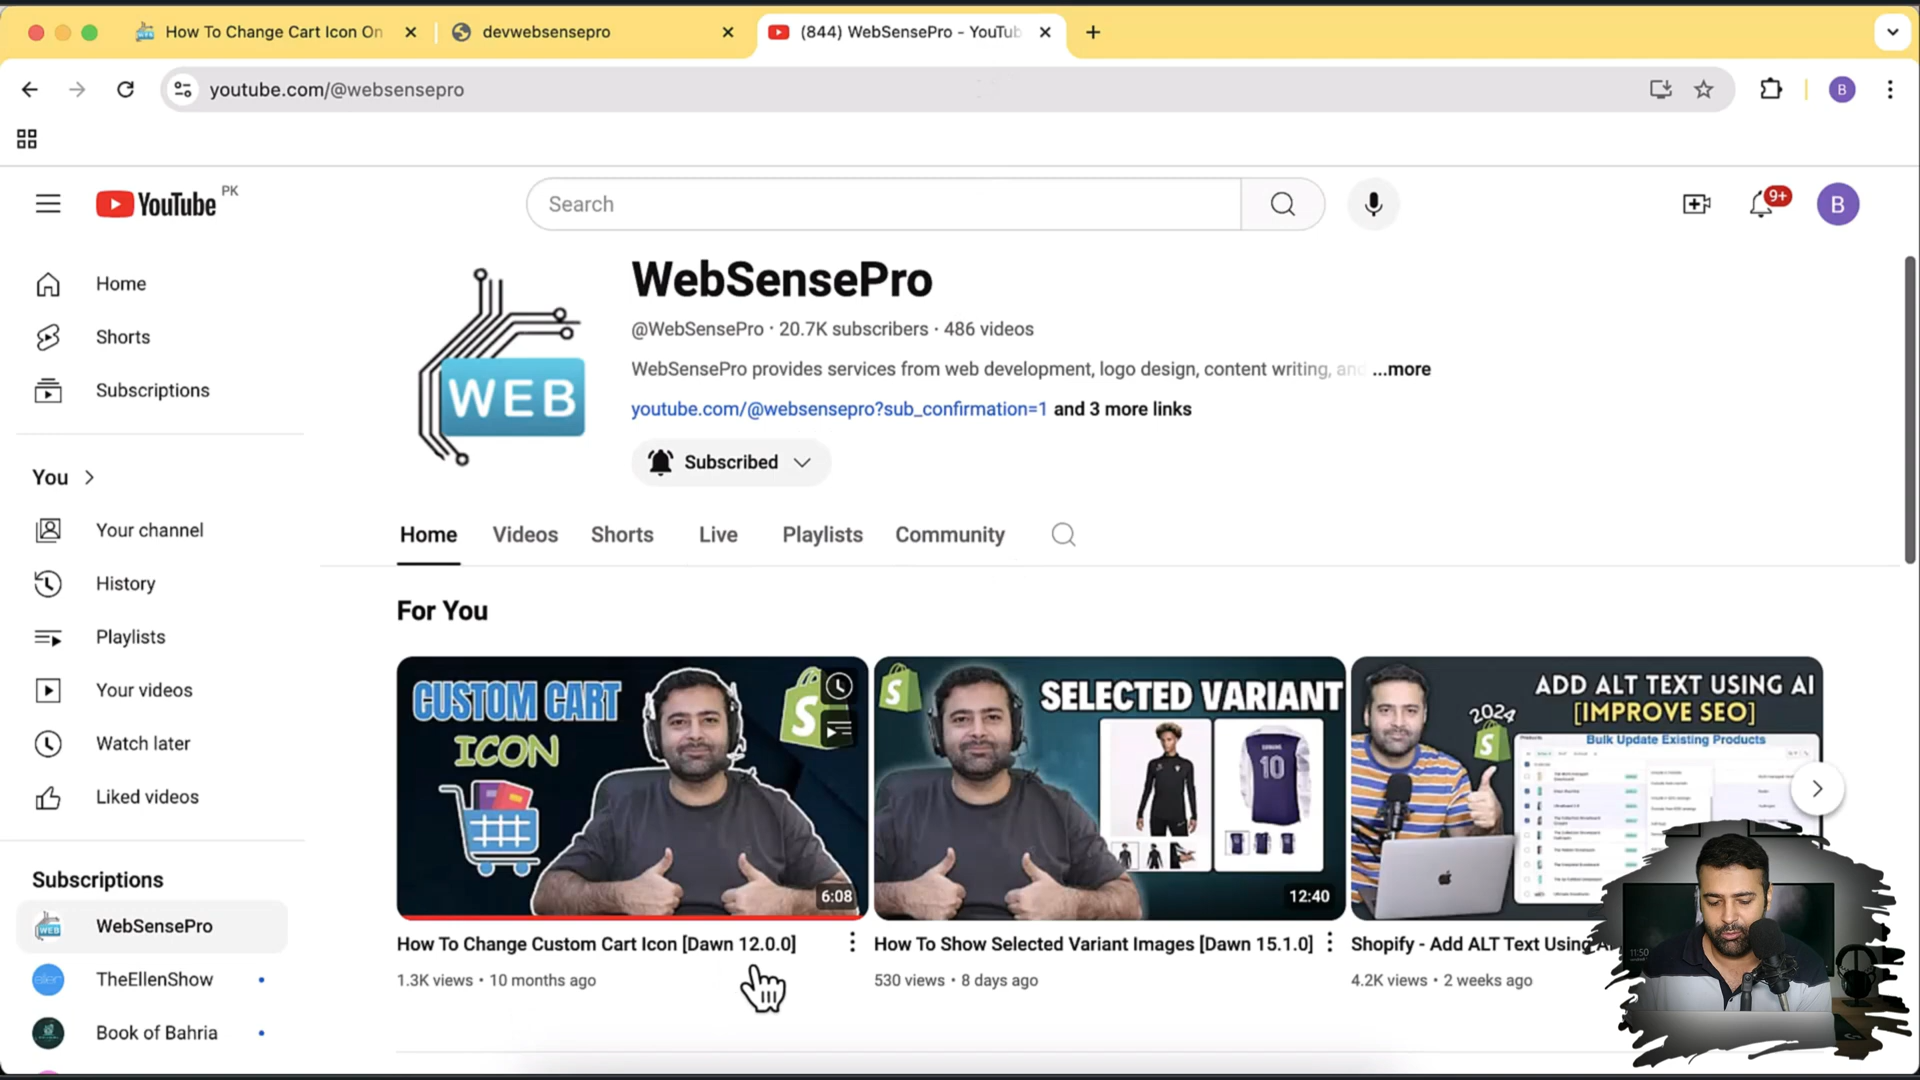 How To Change Cart Icon On
devwebsensepro
(844) WebSensePro - YouTub
youtube.com/@websensepro
B
YouTube PK
Search
9+
B
Home
Shorts
Subscriptions
You
Your channel
History
Playlists
Your videos
Watch later
Liked videos
Subscriptions
WebSensePro
TheEllenShow
Book of Bahria
WEB
WebSensePro
@WebSensePro · 20.7K subscribers · 486 videos
WebSensePro provides services from web development, logo design, content writing, and ...more
youtube.com/@websensepro?sub_confirmation=1 and 3 more links
Subscribed
Home Videos Shorts Live Playlists Community
For You
CUSTOM CART
ICON
S
6:08
How To Change Custom Cart Icon [Dawn 12.0.0]
1.3K views · 10 months ago
S
SELECTED VARIANT
10
12:40
How To Show Selected Variant Images [Dawn 15.1.0]
530 views · 8 days ago
ADD ALT TEXT USING AI
[IMPROVE SEO]
2024
S
Bulk Update Existing Products
Shopify - Add ALT Text Using
4.2K views · 2 weeks ago
11:50